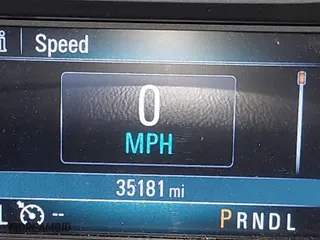 i Speed
0
MPH
35181 mi
L -- PRNDL